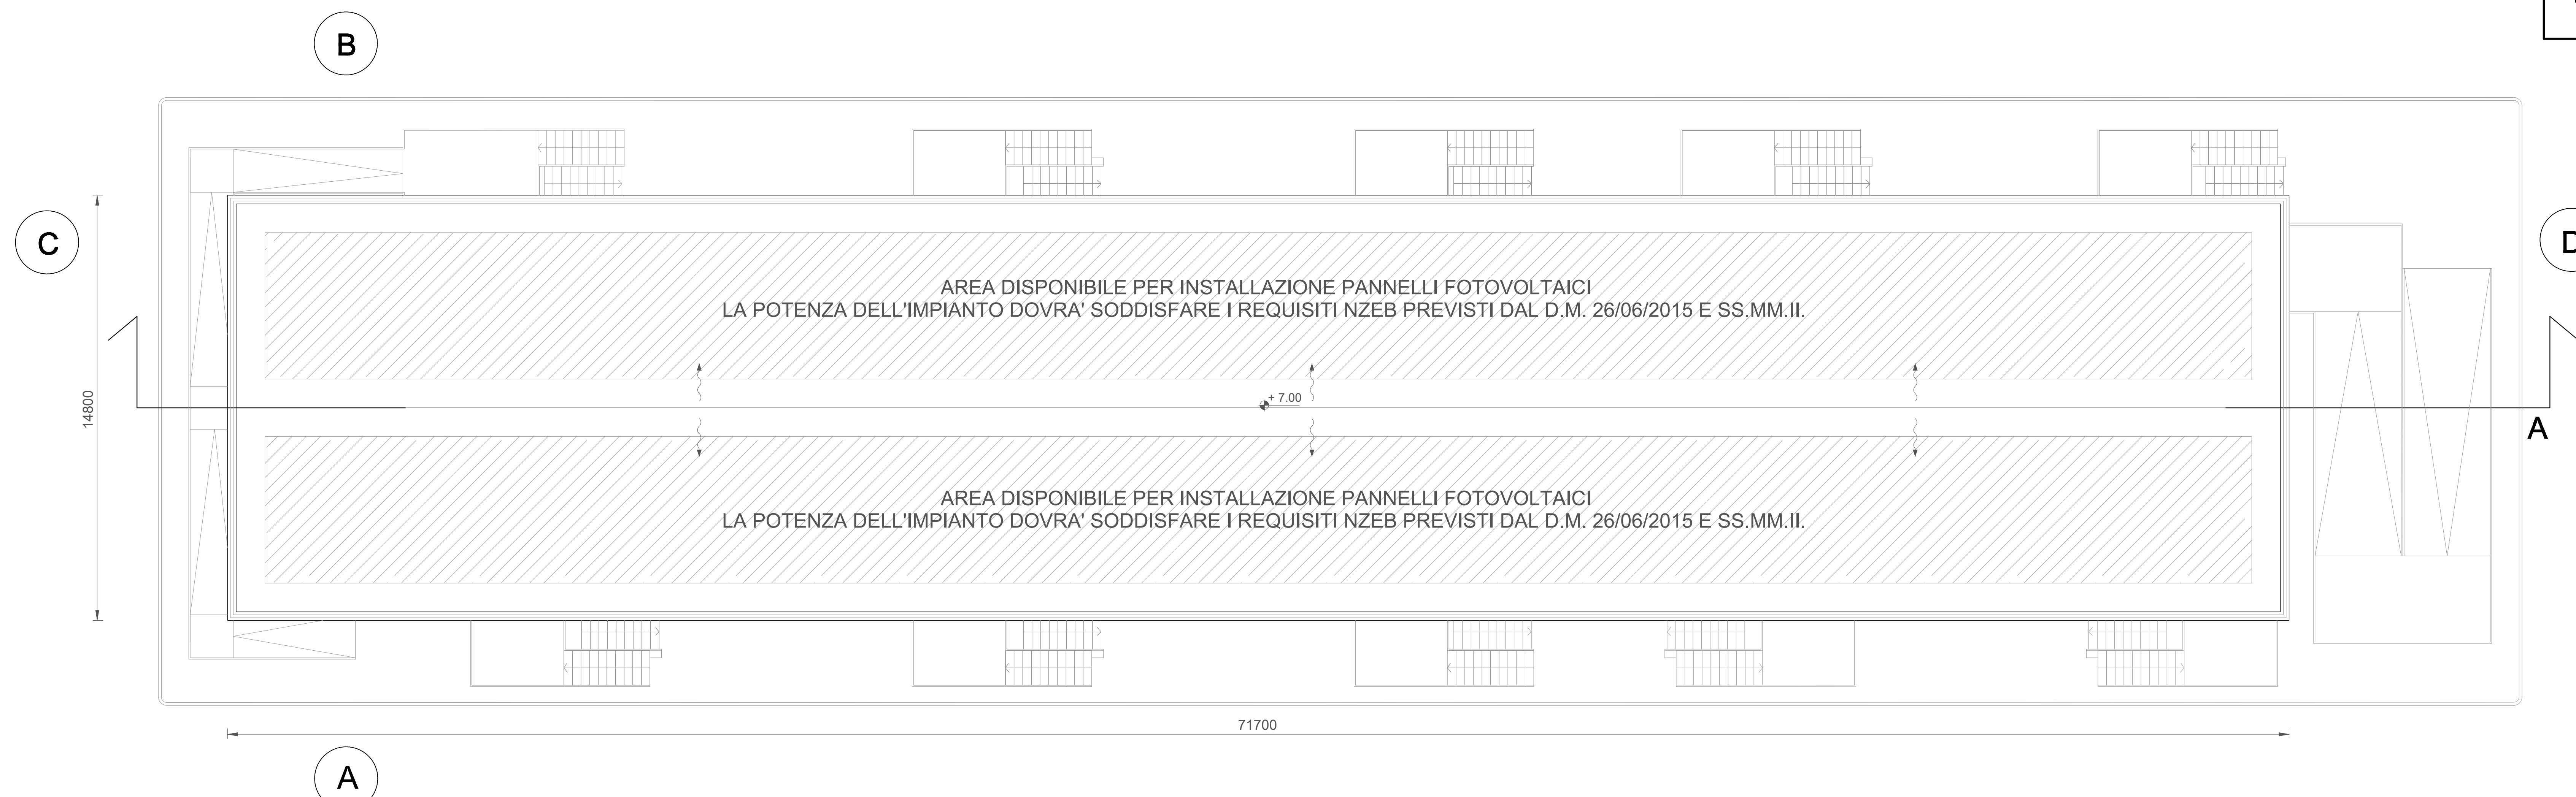 B
C
D
AREA DISPONIBILE PER INSTALLAZIONE PANNELLI FOTOVOLTAICI
LA POTENZA DELL'IMPIANTO DOVRA' SODDISFARE I REQUISITI NZEB PREVISTI DAL D.M. 26/06/2015 E SS.MM.II.
14800
+ 7.00
A
AREA DISPONIBILE PER INSTALLAZIONE PANNELLI FOTOVOLTAICI
LA POTENZA DELL'IMPIANTO DOVRA' SODDISFARE I REQUISITI NZEB PREVISTI DAL D.M. 26/06/2015 E SS.MM.II.
71700
A